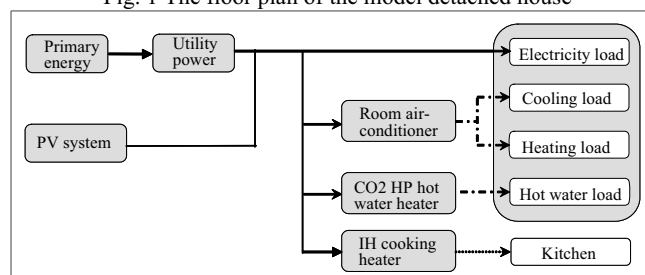 Fig. 1 The floor plan of the model detached house
Primary
energy
Utility
power
Electricity load
Cooling load
Room air-
conditioner
PV system
Heating load
CO2 HP hot
water heater
Hot water load
IH cooking
heater
Kitchen